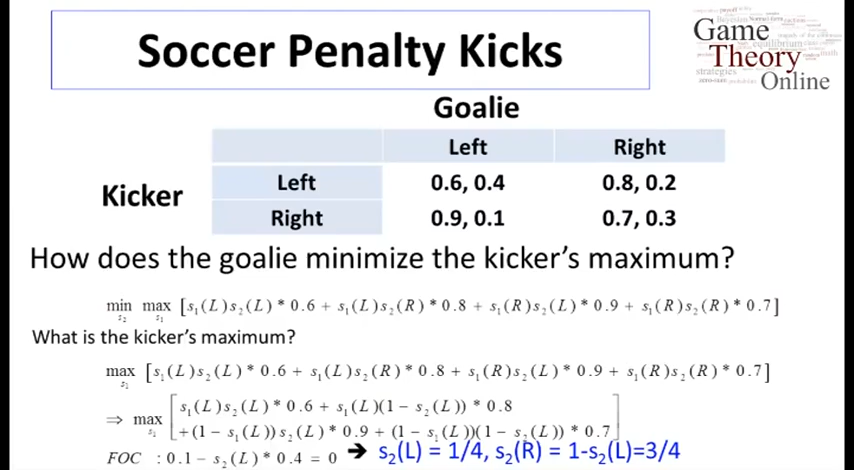 Soccer Penalty Kicks
Game
Theory
Online
Goalie
Left Right
Kicker
Left 0.6, 0.4 0.8, 0.2
Right 0.9, 0.1 0.7, 0.3
How does the goalie minimize the kicker's maximum?
min max [s₁(L)s₂(L) * 0.6 + s₁(L)s₂(R) * 0.8 + s₁(R)s₂(L) * 0.9 + s₁(R)s₂(R) * 0.7]
s₂ s₁
What is the kicker's maximum?
max [s₁(L)s₂(L) * 0.6 + s₁(L)s₂(R) * 0.8 + s₁(R)s₂(L) * 0.9 + s₁(R)s₂(R) * 0.7]
s₁
⇒ max [s₁(L)s₂(L) * 0.6 + s₁(L)(1 − s₂(L)) * 0.8
s₁ +(1 − s₁(L))s₂(L) * 0.9 + (1 − s₁(L))(1 − s₂(L)) * 0.7]
FOC : 0.1 − s₂(L) * 0.4 = 0 ➔ s₂(L) = 1/4, s₂(R) = 1-s₂(L)=3/4